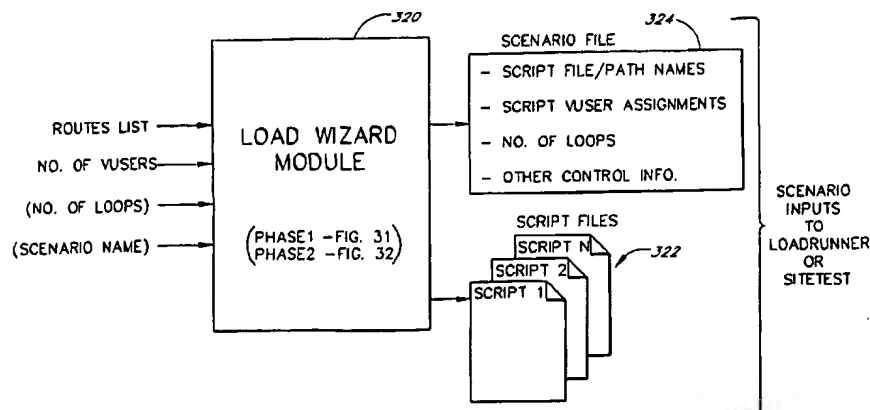 320
ROUTES LIST
NO. OF VUSERS
(NO. OF LOOPS)
(SCENARIO NAME)
LOAD WIZARD
MODULE
(PHASE1 -FIG. 31)
(PHASE2 -FIG. 32)
SCENARIO FILE
324
- SCRIPT FILE/PATH NAMES
- SCRIPT VUSER ASSIGNMENTS
- NO. OF LOOPS
- OTHER CONTROL INFO.
SCRIPT FILES
SCRIPT N
SCRIPT 2
SCRIPT 1
322
SCENARIO
INPUTS
TO
LOADRUNNER
OR
SITETEST